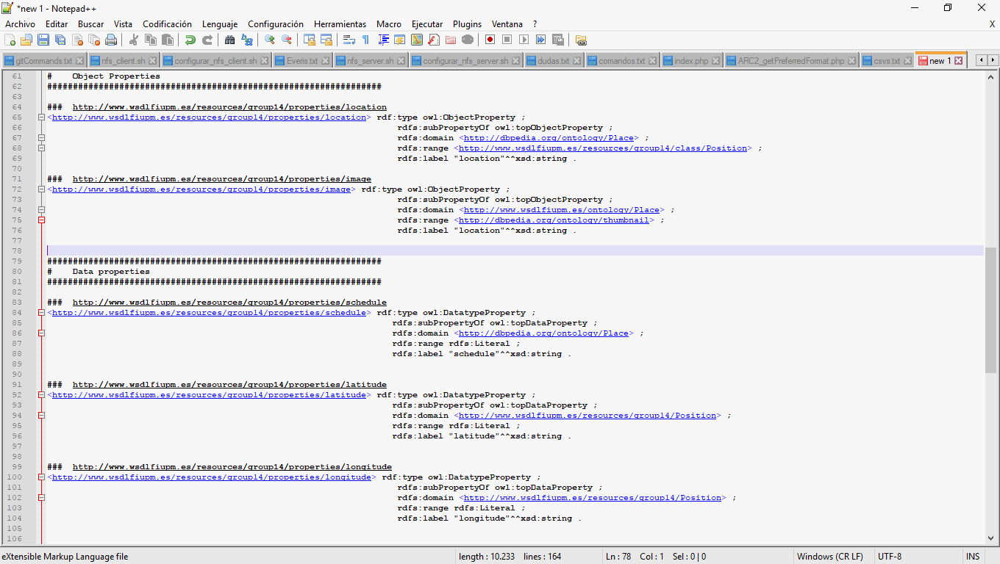 *new 1 - Notepad++
Archivo Editar Buscar Vista Codificación Lenguaje Configuración Herramientas Macro Ejecutar Plugins Ventana ? X
gitCommands.txt nfs_client.sh configurar_nfs_client.sh Everis.txt nfs_server.sh configurar_nfs_server.sh dudas.txt comandos.txt index.php ARC2_getPreferredFormat.php csvs.txt new 1
61 #    Object Properties
62 #################################################################
63
64 ###  http://www.wsdlfiupm.es/resources/group14/properties/location
65 <http://www.wsdlfiupm.es/resources/group14/properties/location> rdf:type owl:ObjectProperty ;
66 rdfs:subPropertyOf owl:topObjectProperty ;
67 rdfs:domain <http://dbpedia.org/ontology/Place> ;
68 rdfs:range <http://www.wsdlfiupm.es/resources/group14/class/Position> ;
69 rdfs:label "location"^^xsd:string .
70
71 ###  http://www.wsdlfiupm.es/resources/group14/properties/image
72 <http://www.wsdlfiupm.es/resources/group14/properties/image> rdf:type owl:ObjectProperty ;
73 rdfs:subPropertyOf owl:topObjectProperty ;
74 rdfs:domain <http://www.wsdlfiupm.es/ontology/Place> ;
75 rdfs:range <http://dbpedia.org/ontology/thumbnail> ;
76 rdfs:label "location"^^xsd:string .
77
78
79 #################################################################
80 #    Data properties
81 #################################################################
82
83 ###  http://www.wsdlfiupm.es/resources/group14/properties/schedule
84 <http://www.wsdlfiupm.es/resources/group14/properties/schedule> rdf:type owl:DatatypeProperty ;
85 rdfs:subPropertyOf owl:topDataProperty ;
86 rdfs:domain <http://dbpedia.org/ontology/Place> ;
87 rdfs:range rdfs:Literal ;
88 rdfs:label "schedule"^^xsd:string .
89
90
91 ###  http://www.wsdlfiupm.es/resources/group14/properties/latitude
92 <http://www.wsdlfiupm.es/resources/group14/properties/latitude> rdf:type owl:DatatypeProperty ;
93 rdfs:subPropertyOf owl:topDataProperty ;
94 rdfs:domain <http://www.wsdlfiupm.es/resources/group14/Position> ;
95 rdfs:range rdfs:Literal ;
96 rdfs:label "latitude"^^xsd:string .
97
98
99 ###  http://www.wsdlfiupm.es/resources/group14/properties/longitude
100 <http://www.wsdlfiupm.es/resources/group14/properties/longitude> rdf:type owl:DatatypeProperty ;
101 rdfs:subPropertyOf owl:topDataProperty ;
102 rdfs:domain <http://www.wsdlfiupm.es/resources/group14/Position> ;
103 rdfs:range rdfs:Literal ;
104 rdfs:label "longitude"^^xsd:string .
105
106
eXtensible Markup Language file length : 10.233 lines : 164 Ln : 78 Col : 1 Sel : 0 | 0 Windows (CR LF) UTF-8 INS